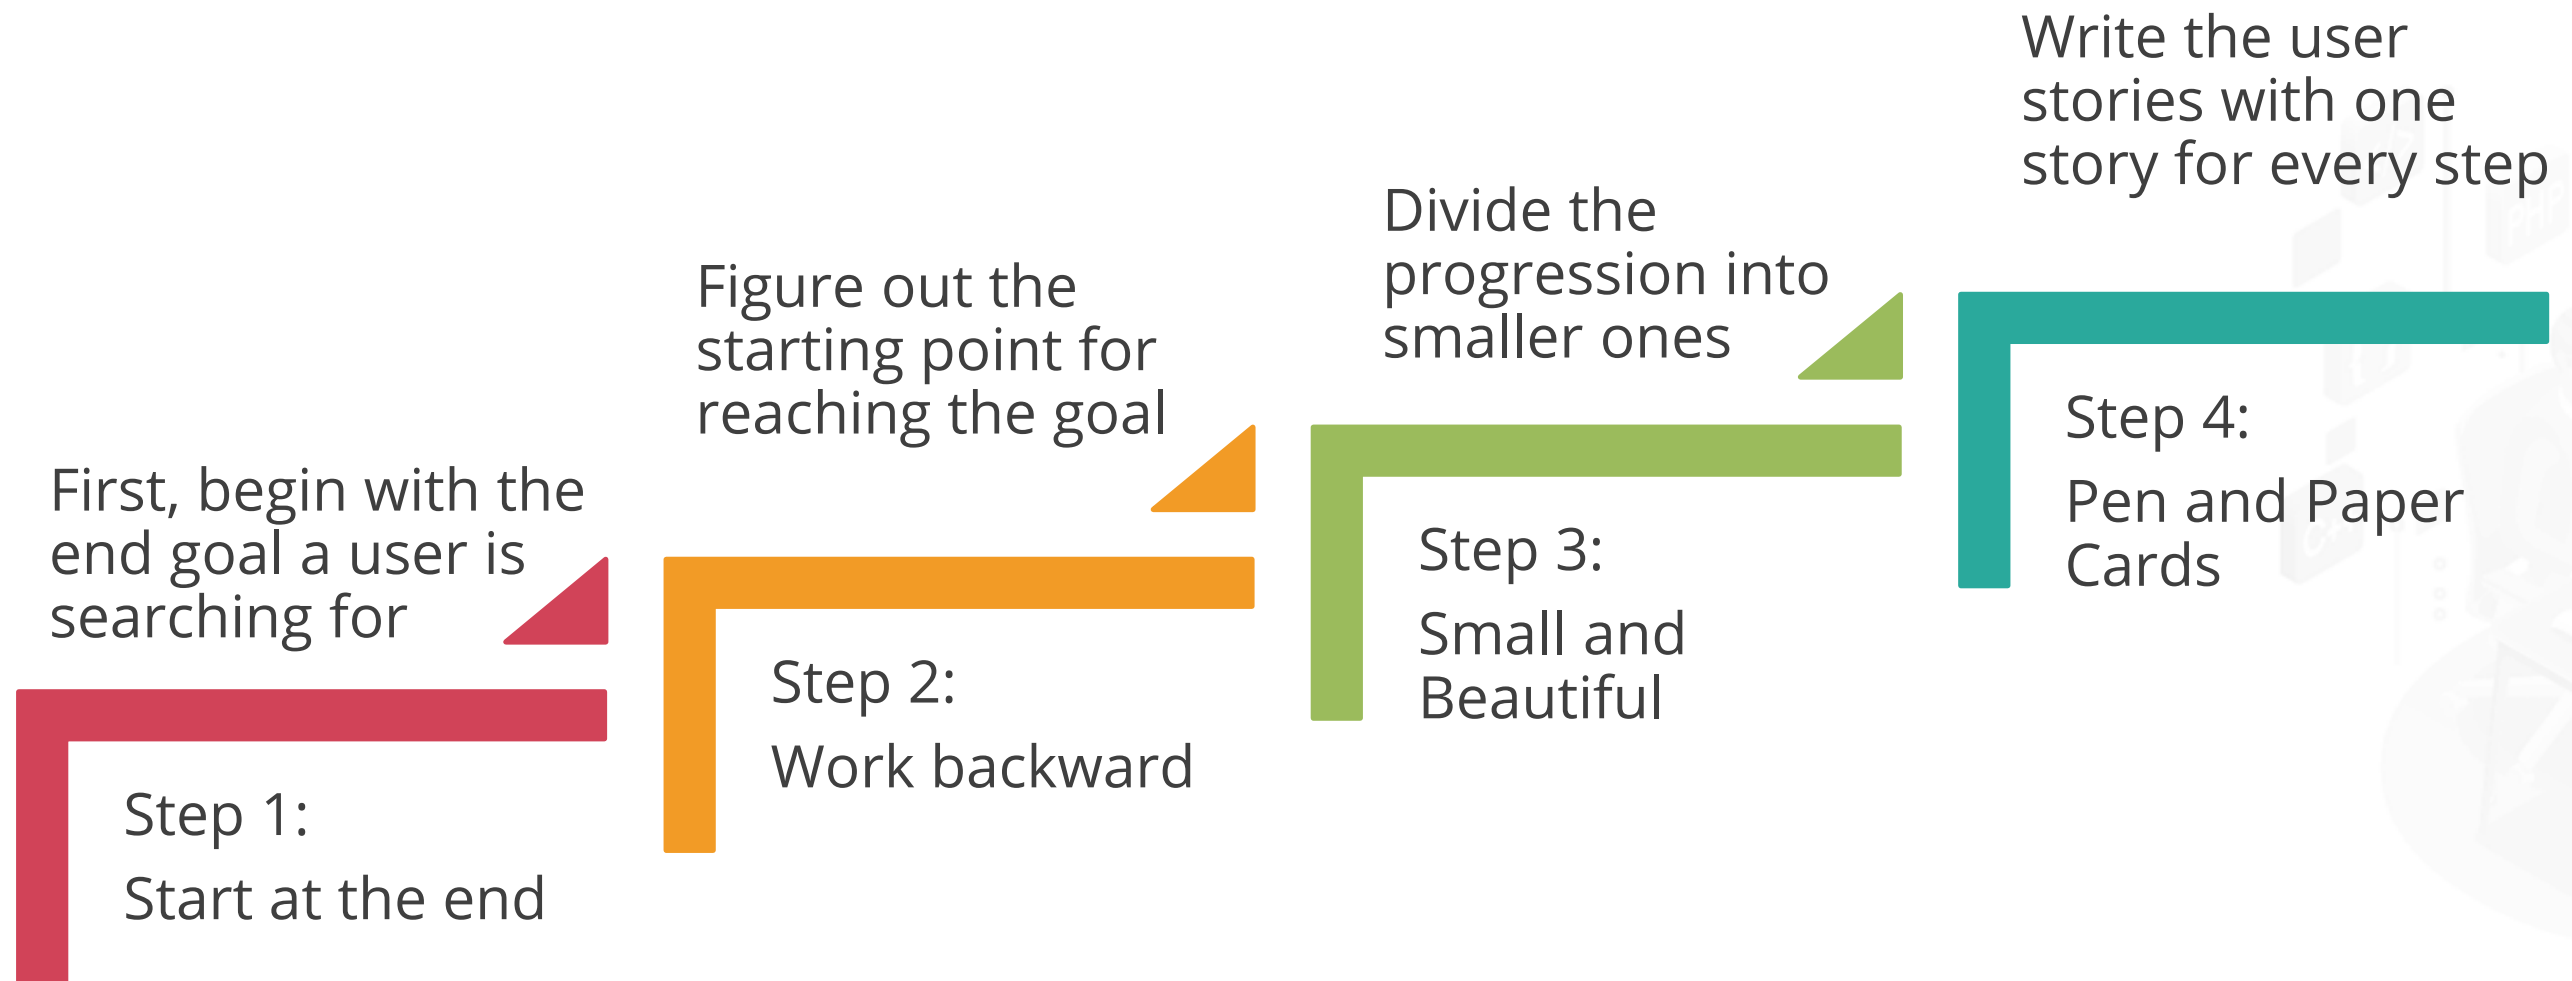 First, begin with the
end goal a user is
searching for
Step 1:
Start at the end
Figure out the
starting point for
reaching the goal
Step 2:
Work backward
Divide the
progression into
smaller ones
Step 3:
Small and
Beautiful
Write the user
stories with one
story for every step
Step 4:
Pen and Paper
Cards
PHP